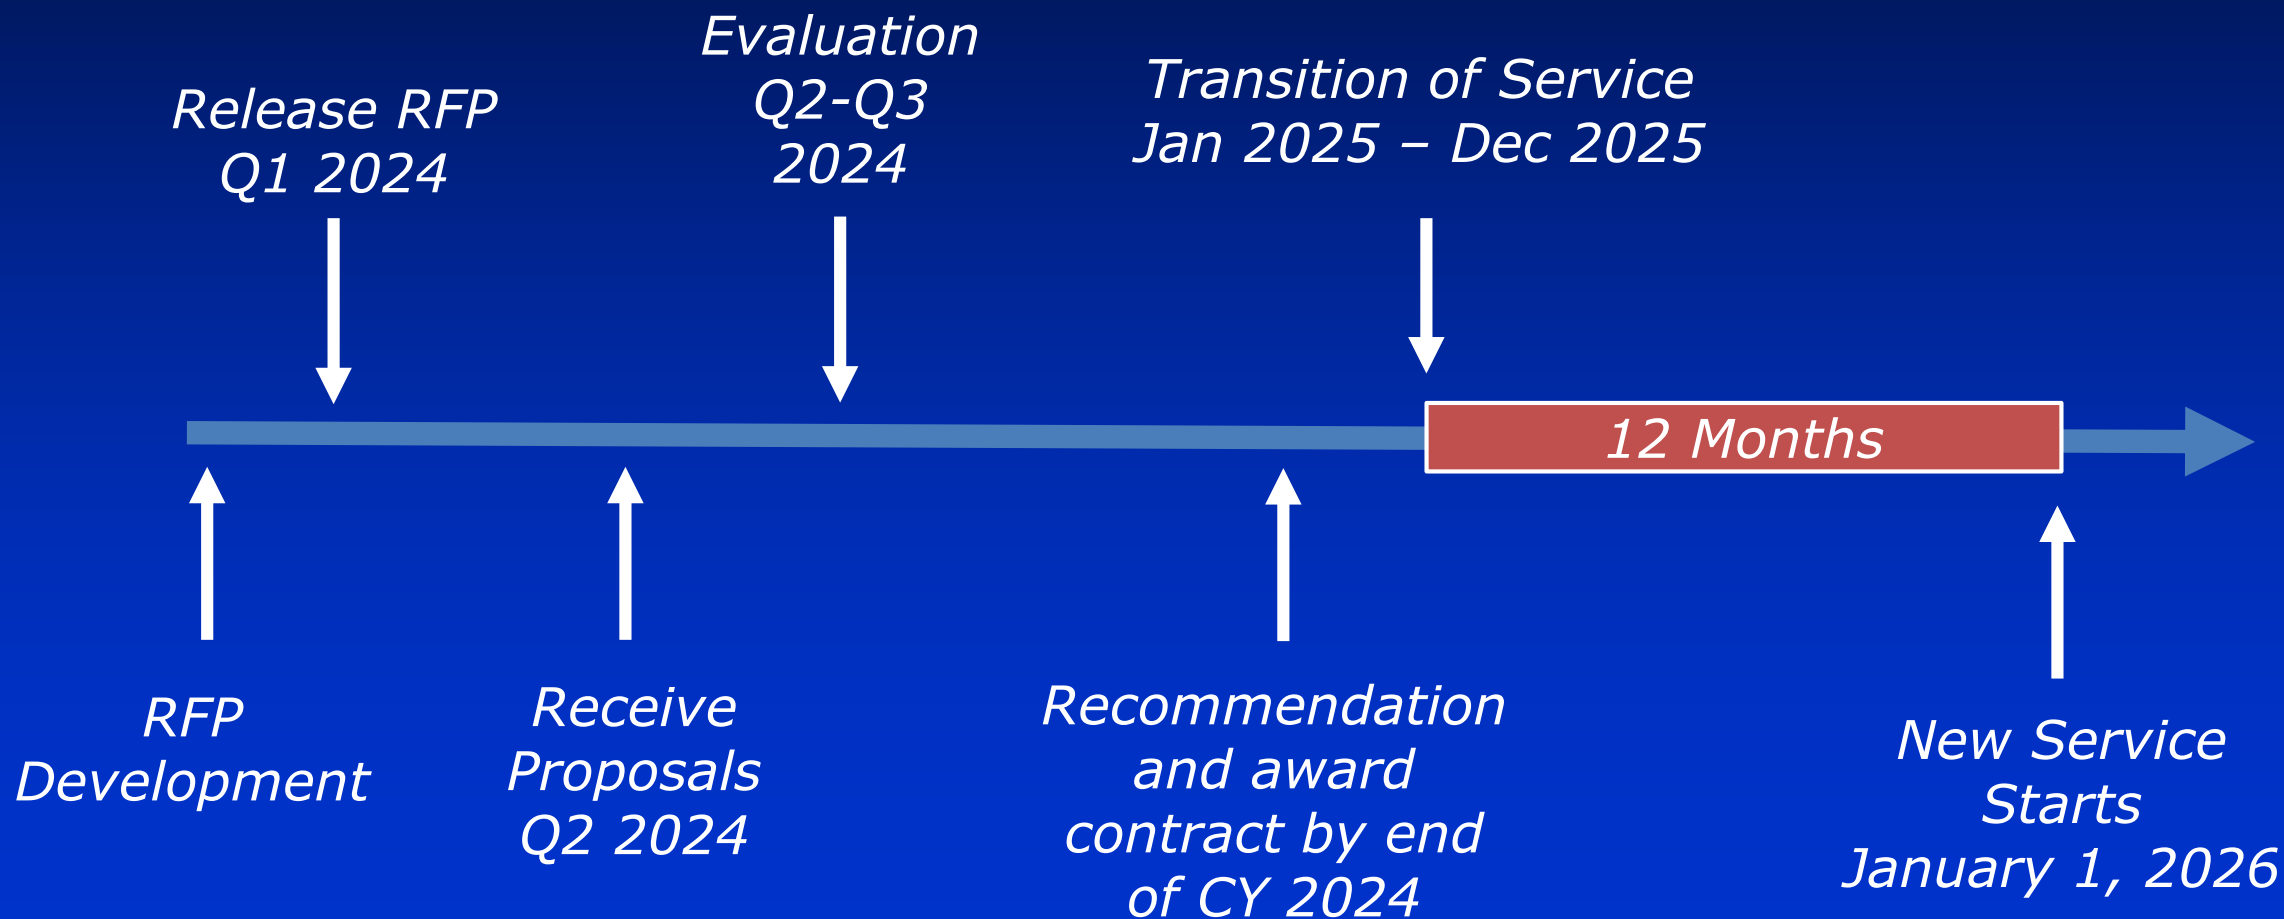 Release RFP
Q1 2024
Evaluation
Q2-Q3
2024
Transition of Service
Jan 2025 – Dec 2025
12 Months
RFP
Development
Receive
Proposals
Q2 2024
Recommendation
and award
contract by end
of CY 2024
New Service
Starts
January 1, 2026